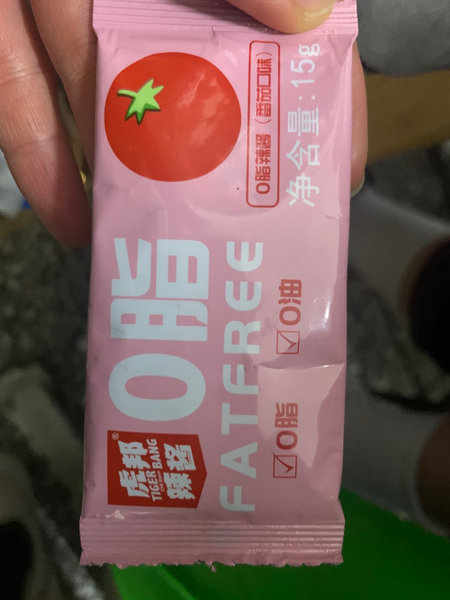 虎邦®
TIGER BANG
辣酱
0脂
FATFREE
0脂
0油
0脂辣酱(番茄口味)
净含量:15g